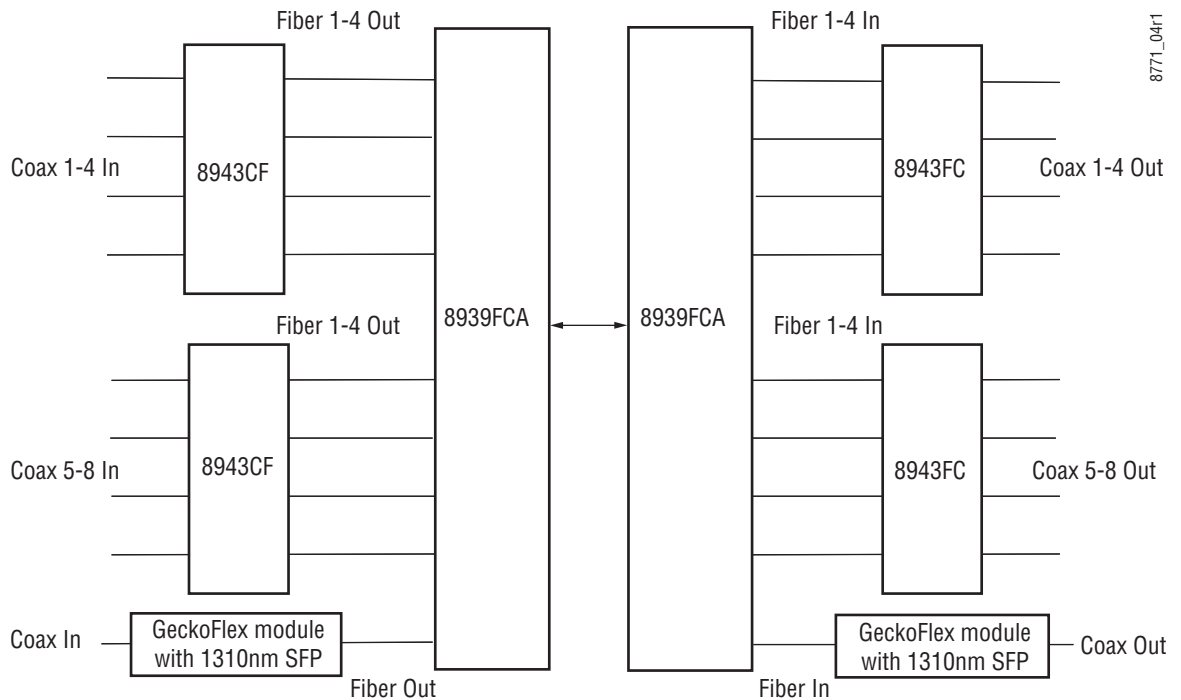 Fiber 1-4 Out
Fiber 1-4 In
8771_04r1
Coax 1-4 In
8943CF
8943FC
Coax 1-4 Out
8939FCA
8939FCA
Fiber 1-4 Out
Fiber 1-4 In
Coax 5-8 In
8943CF
8943FC
Coax 5-8 Out
Coax In
GeckoFlex module
with 1310nm SFP
GeckoFlex module
with 1310nm SFP
Coax Out
Fiber Out
Fiber In